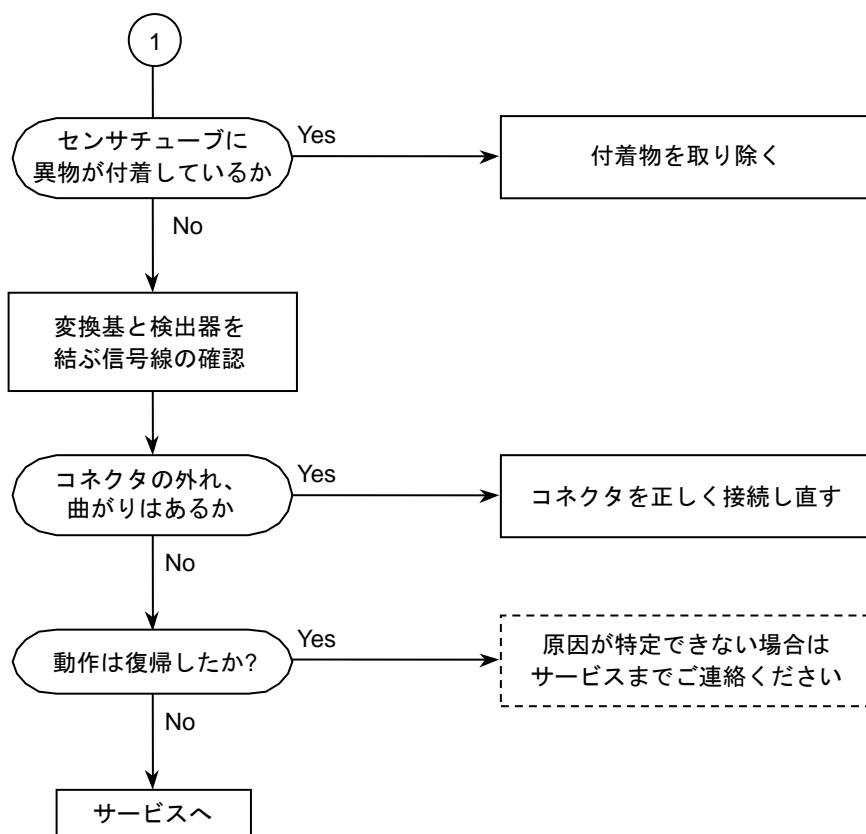 1
センサチューブに
異物が付着しているか
Yes
付着物を取り除く
No
変換基と検出器を
結ぶ信号線の確認
コネクタの外れ、
曲がりはあるか
Yes
コネクタを正しく接続し直す
No
動作は復帰したか?
Yes
原因が特定できない場合は
サービスまでご連絡ください
No
サービスへ